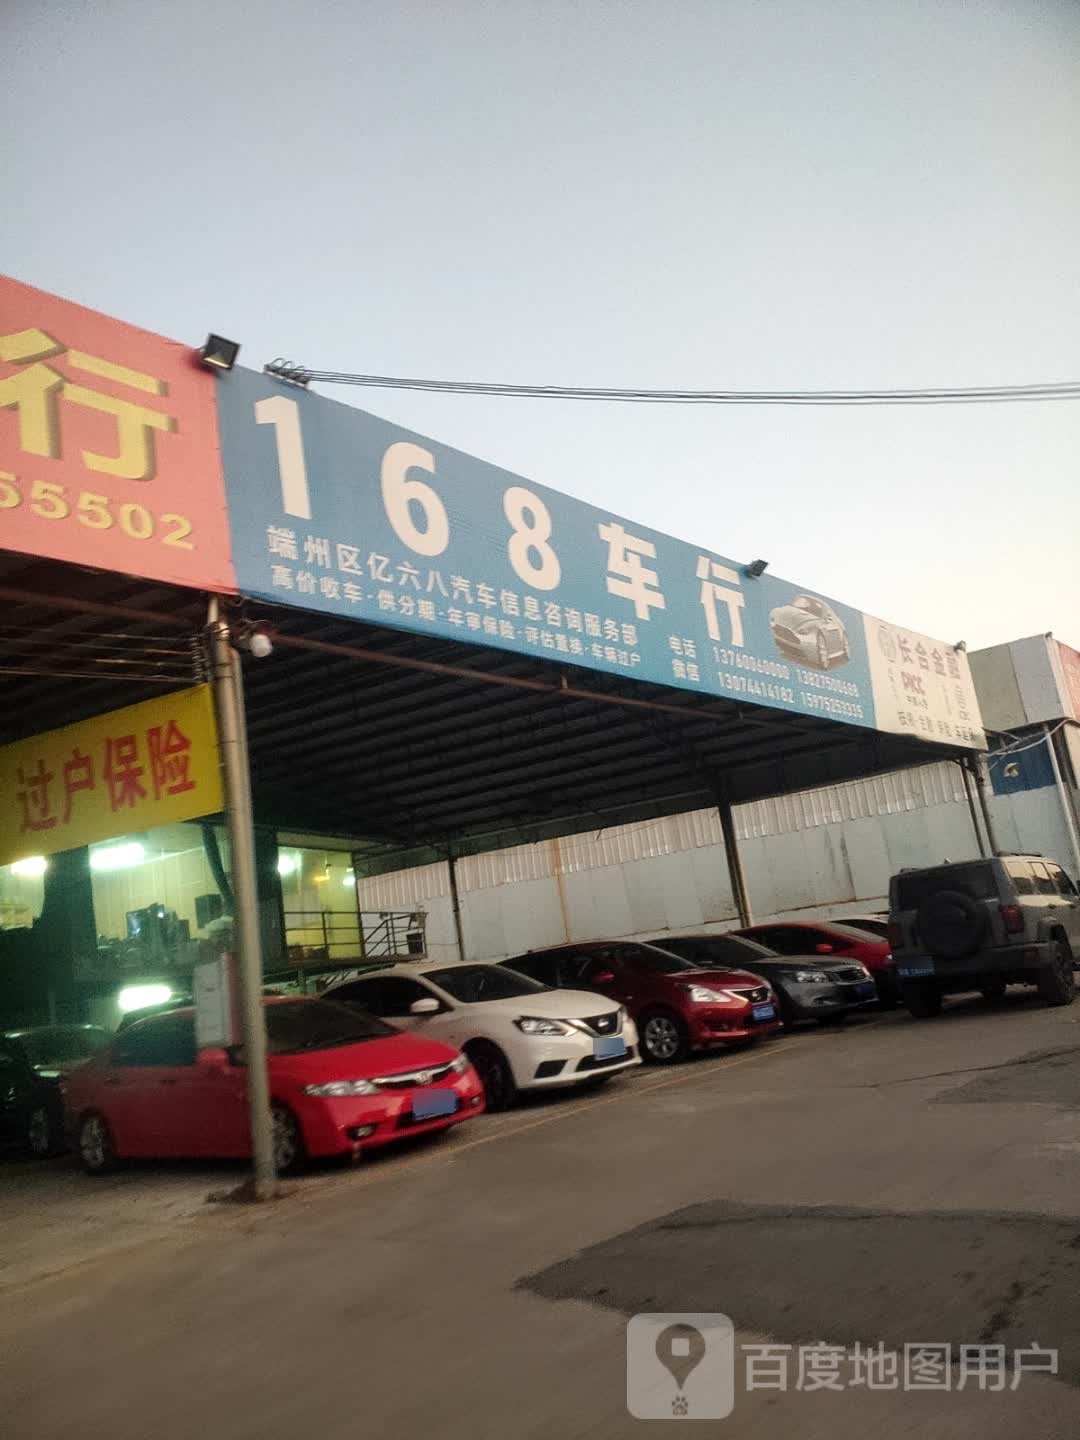 行
55502
168车行
端州区亿六八汽车信息咨询服务部
高价收车·供分期·年审保险·评估置换·车辆过户
电话 13760060000 13827500688
微信 13074414182 15975253335
长合金融
PICC
过户保险
百度地图用户